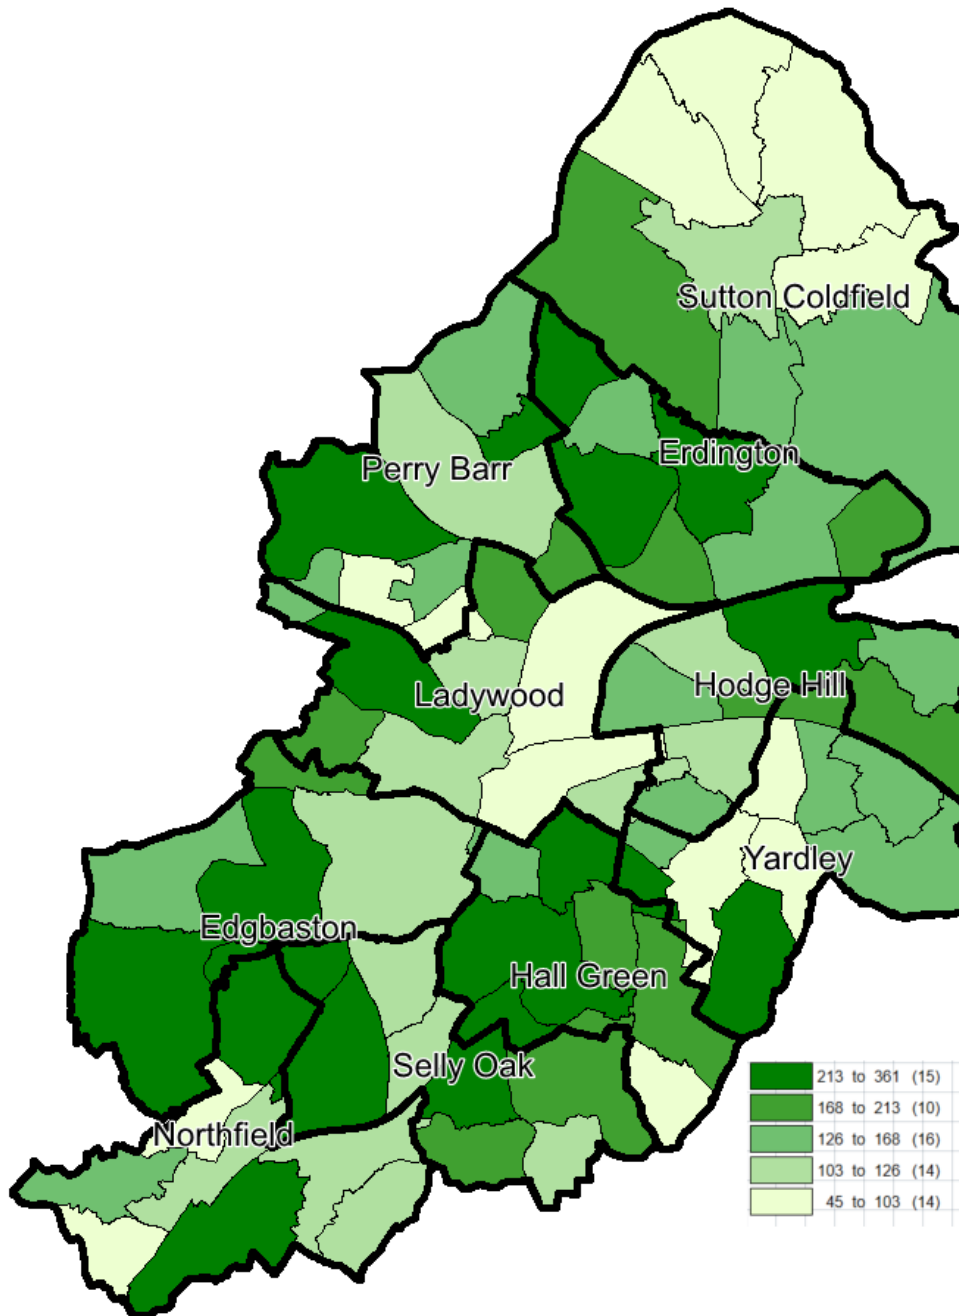 Sutton Coldfield
Erdington
Perry Barr
Hodge Hill
Ladywood
Yardley
Edgbaston
Hall Green
Selly Oak
Northfield
213 to 361 (15)
168 to 213 (10)
126 to 168 (16)
103 to 126 (14)
45 to 103 (14)